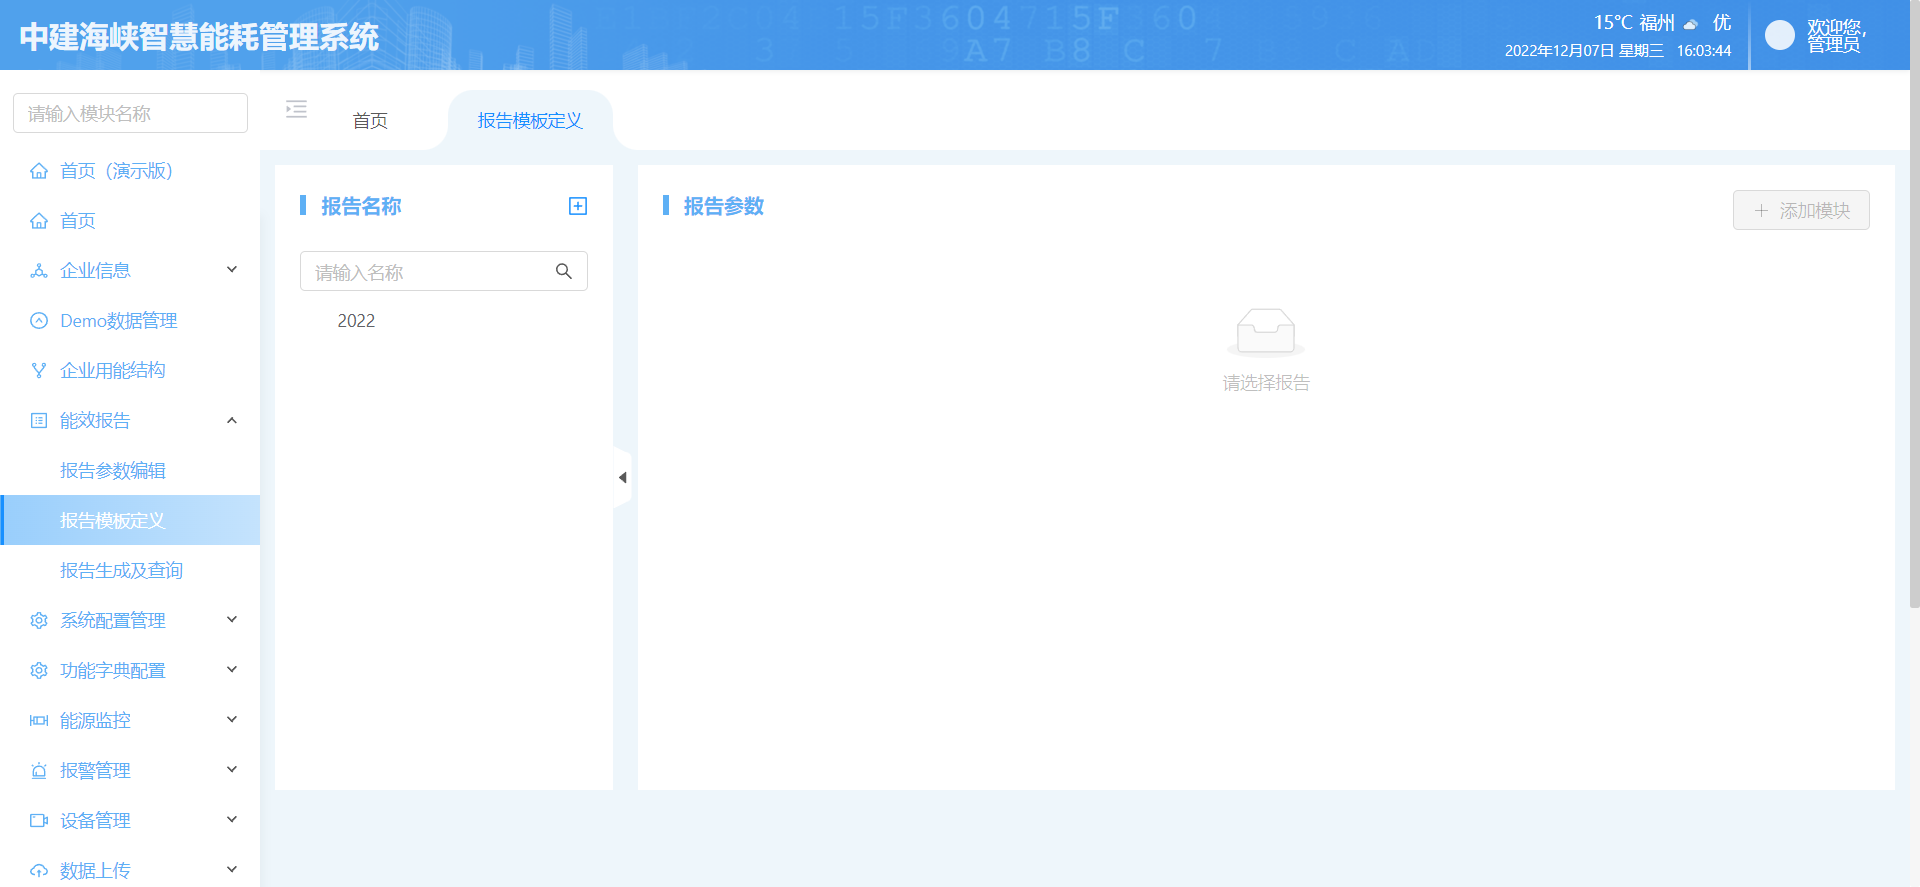 中建海峡智慧能耗管理系统
15℃ 福州 优
2022年12月07日 星期三 16:03:44
欢迎您,
管理员
请输入模块名称
首页（演示版）
首页
企业信息
Demo数据管理
企业用能结构
能效报告
报告参数编辑
报告模板定义
报告生成及查询
系统配置管理
功能字典配置
能源监控
报警管理
设备管理
数据上传
首页
报告模板定义
报告名称
请输入名称
2022
报告参数
添加模块
请选择报告